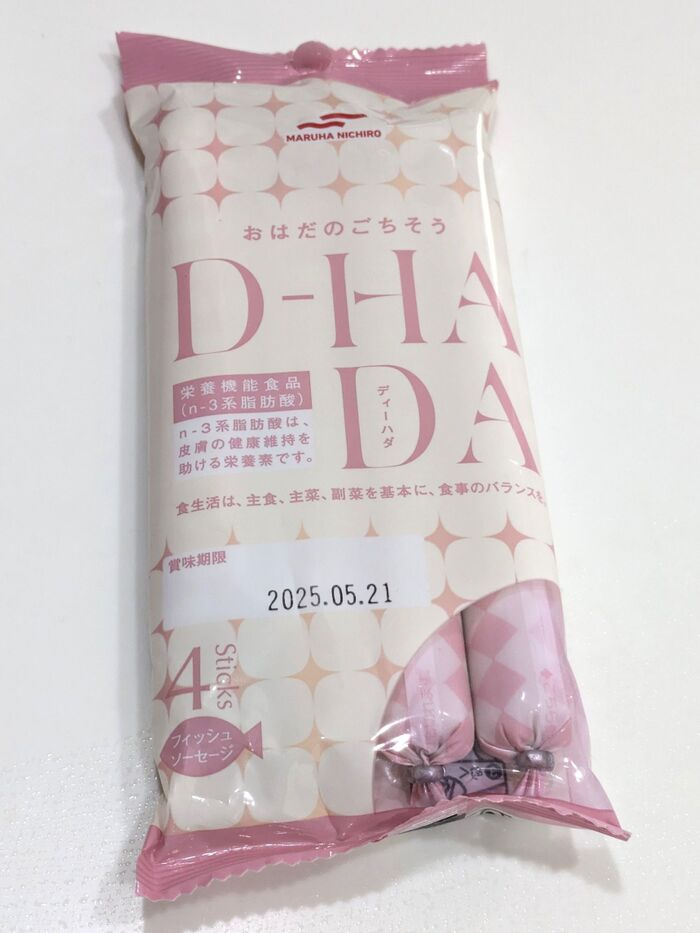 MARUHA NICHIRO
おはだのごちそう
D-HA
DA
ディーハダ
栄養機能食品
(n-3系脂肪酸)
n-3系脂肪酸は、
皮膚の健康維持を
助ける栄養素です。
食生活は、主食、主菜、副菜を基本に、食事のバランスを
賞味期限
2025.05.21
4
Sticks
フィッシュ
ソーセージ